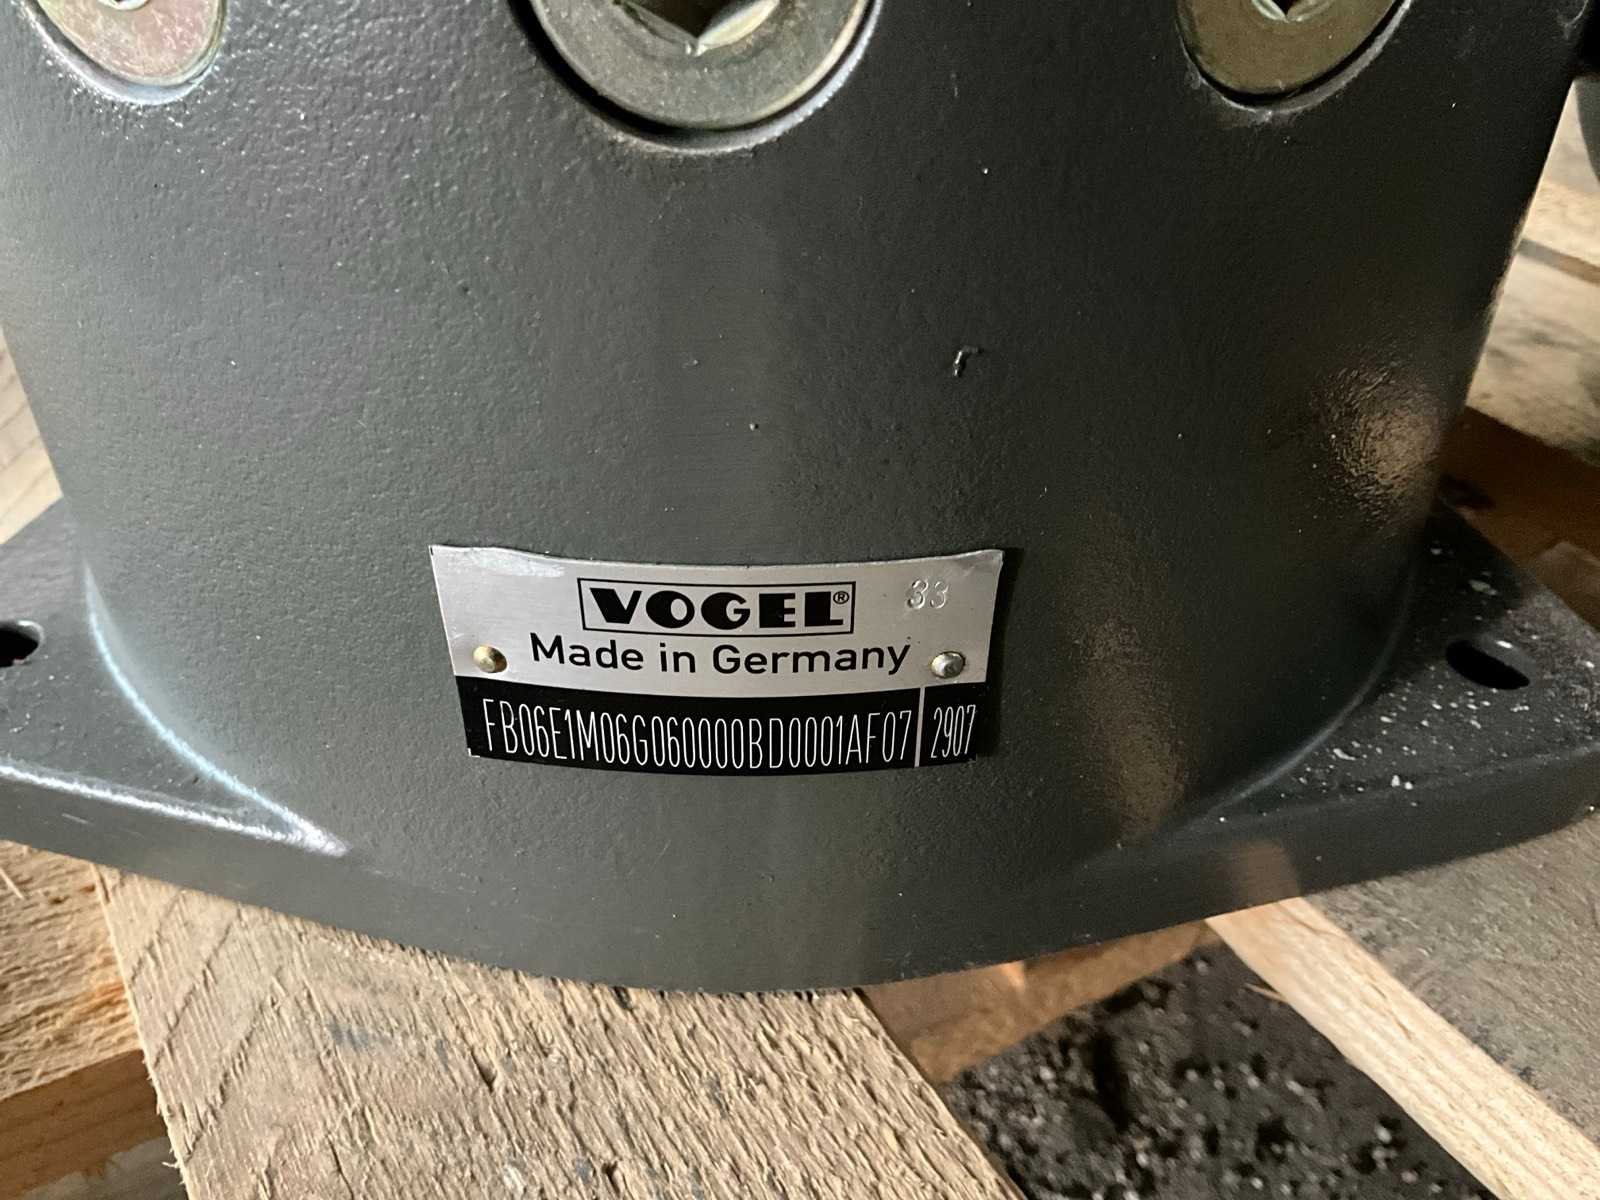 VOGEL® 33
Made in Germany
FB06E1M06G060000BD0001AF07 2907